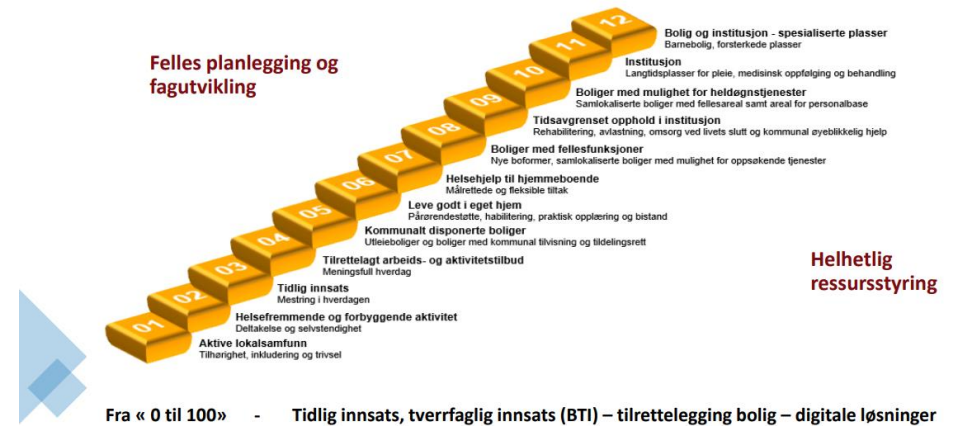 Felles planlegging og
fagutvikling
12
Bolig og institusjon - spesialiserte plasser
Barnebolig, forsterkede plasser
11
Institusjon
Langtidsplasser for pleie, medisinsk oppfølging og behandling
10
Boliger med mulighet for heldøgnstjenester
Samlokaliserte boliger med fellesareal samt areal for personalbase
09
Tidsavgrenset opphold i institusjon
Rehabilitering, avlastning, omsorg ved livets slutt og kommunal øyeblikkelig hjelp
08
Boliger med fellesfunksjoner
Nye boformer, samlokaliserte boliger med mulighet for oppsøkende tjenester
07
Helsehjelp til hjemmeboende
Målrettede og fleksible tiltak
06
Leve godt i eget hjem
Pårørendestøtte, habilitering, praktisk opplæring og bistand
05
Kommunalt disponerte boliger
Utleieboliger og boliger med kommunal tilvisning og tildelingsrett
04
Tilrettelagt arbeids- og aktivitetstilbud
Meningsfull hverdag
03
Tidlig innsats
Mestring i hverdagen
02
Helsefremmende og forbyggende aktivitet
Deltakelse og selvstendighet
01
Aktive lokalsamfunn
Tilhørighet, inkludering og trivsel
Helhetlig
ressursstyring
Fra « 0 til 100» - Tidlig innsats, tverrfaglig innsats (BTI) – tilrettelegging bolig – digitale løsninger